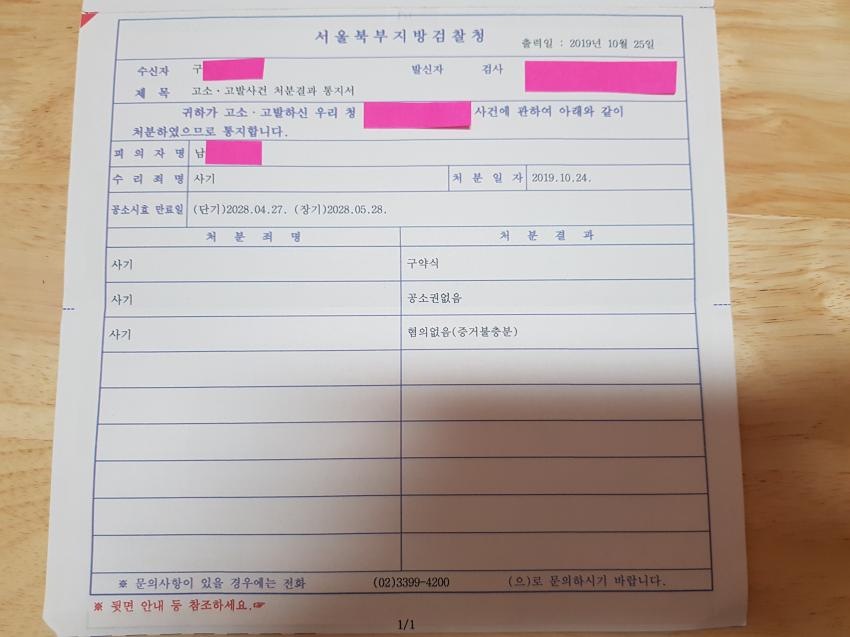 서울북부지방검찰청
출력일 : 2019년 10월 25일
수신자 구 발신자 검사
제 목 고소·고발사건 처분결과 통지서
귀하가 고소·고발하신 우리 청 사건에 관하여 아래와 같이
처분하였으므로 통지합니다.
피 의 자 명 남
수 리 죄 명 사기 처 분 일 자 2019.10.24.
공소시효 만료일 (단기)2028.04.27. (장기)2028.05.28.
처 분 죄 명 처 분 결 과
사기 구약식
사기 공소권없음
사기 혐의없음(증거불충분)
※ 문의사항이 있을 경우에는 전화 (02)3399-4200 (으)로 문의하시기 바랍니다.
※ 뒷면 안내 등 참조하세요.☞
1/1